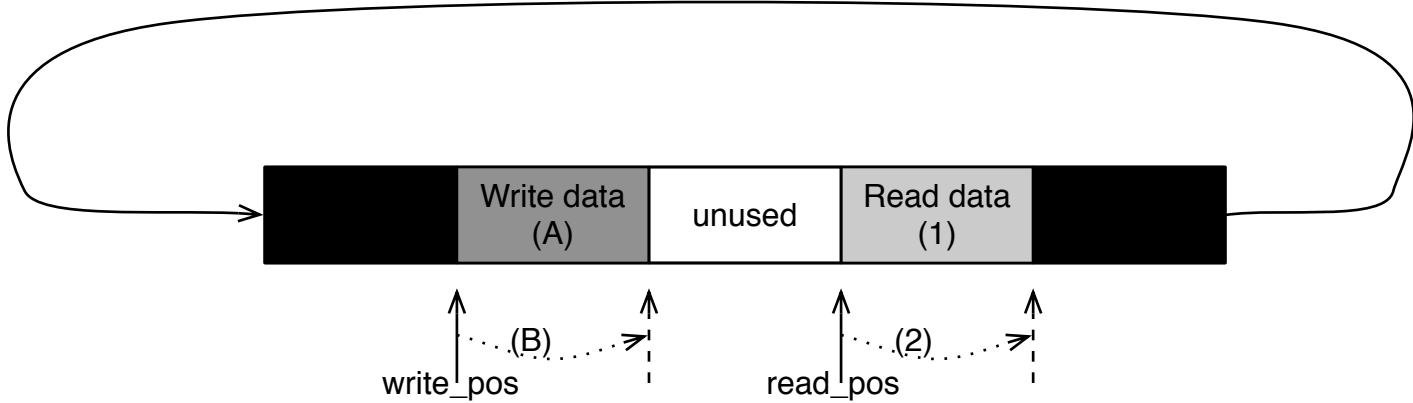 Write data
(A)
unused
Read data
(1)
(B)
(2)
write_pos
read_pos